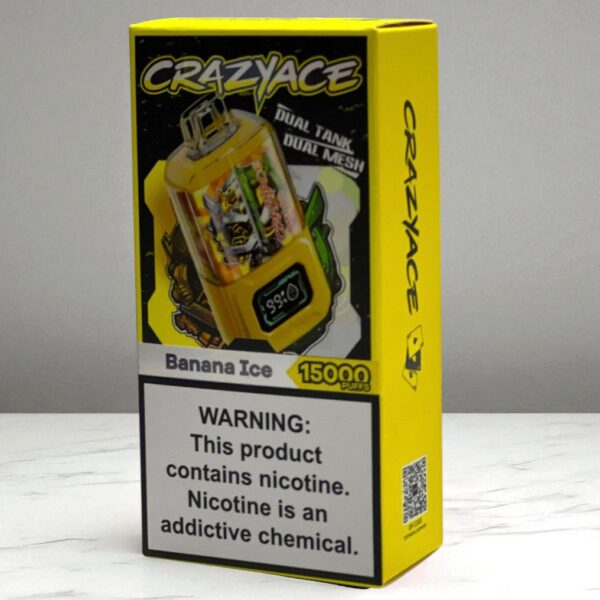 CRAZYACE
DUAL TANK
DUAL MESH
99
Banana Ice
15000
PUFFS
WARNING:
This product
contains nicotine.
Nicotine is an
addictive chemical.
CRAZYACE